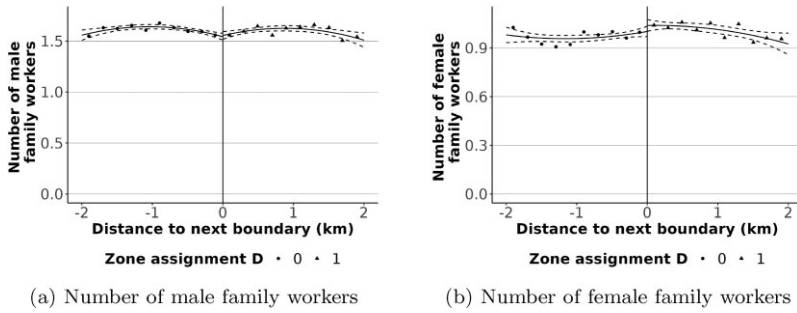 Number of male
family workers
1.5
1.0
0.5
0.0
-2 -1 0 1 2
Distance to next boundary (km)
Zone assignment D • 0 ▲ 1
(a) Number of male family workers
Number of female
family workers
0.9
0.6
0.3
0.0
-2 -1 0 1 2
Distance to next boundary (km)
Zone assignment D • 0 ▲ 1
(b) Number of female family workers